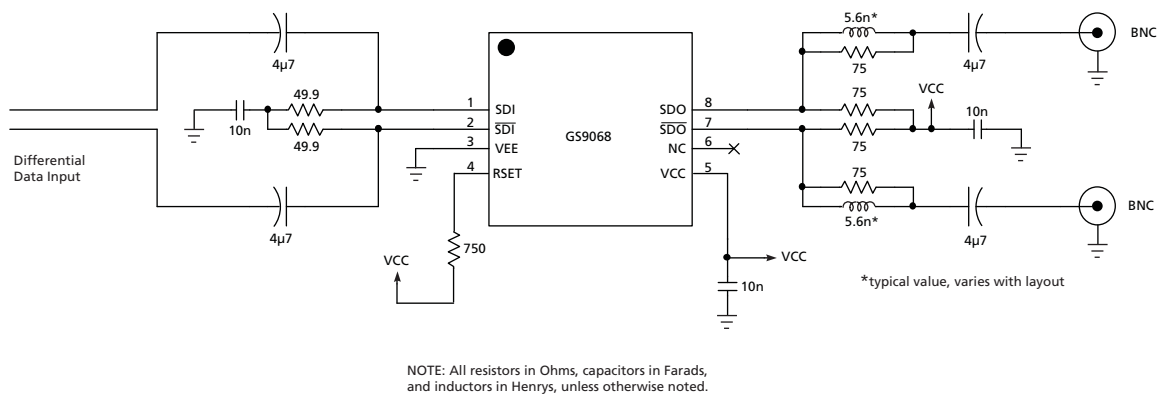 5.6n*
BNC
4µ7
4µ7
75
49.9
1
SDI
SDO
8
75
VCC
10n
10n
2
SDI
GS9068
SDO
7
49.9
3
VEE
NC
6
75
Differential
Data Input
4
RSET
VCC
5
75
5.6n*
BNC
4µ7
4µ7
750
VCC
VCC
10n
*typical value, varies with layout
NOTE: All resistors in Ohms, capacitors in Farads,
and inductors in Henrys, unless otherwise noted.